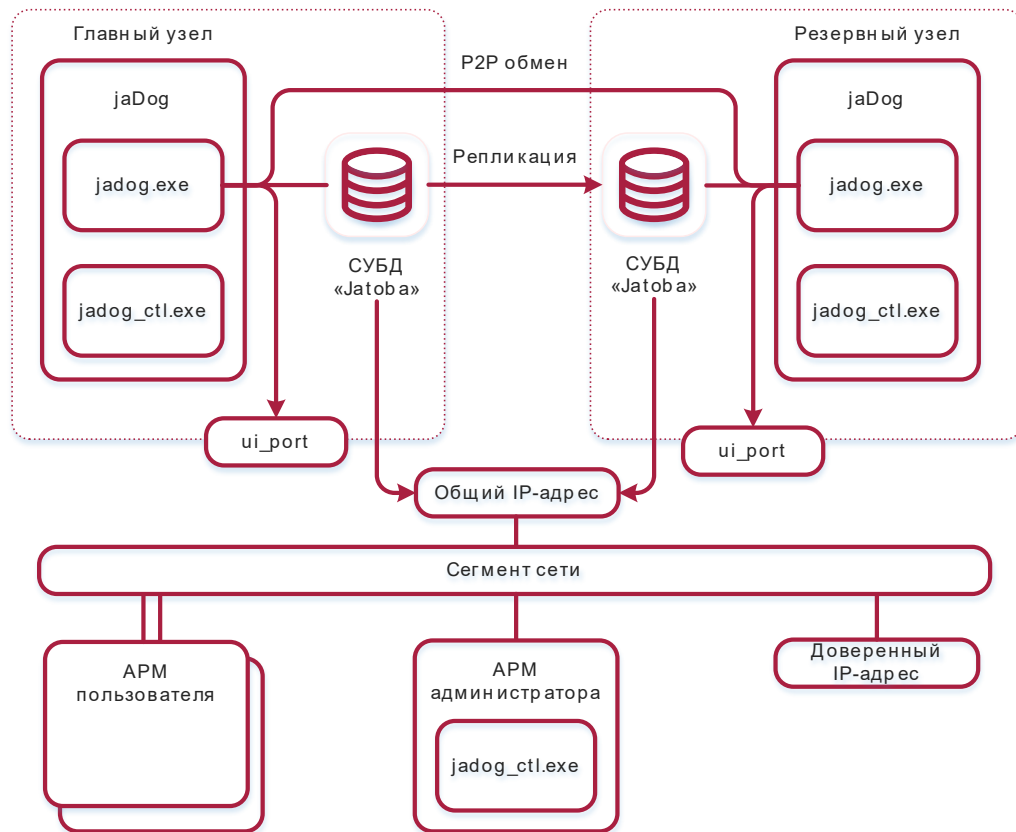 Главный узел
Резервный узел
P2P обмен
jaDog
jaDog
jadog.exe
Репликация
jadog.exe
jadog_ctl.exe
СУБД
«Jatoba»
СУБД
«Jatoba»
jadog_ctl.exe
ui_port
ui_port
Общий IP-адрес
Сегмент сети
АРМ
пользователя
АРМ
администратора
jadog_ctl.exe
Доверенный
IP-адрес